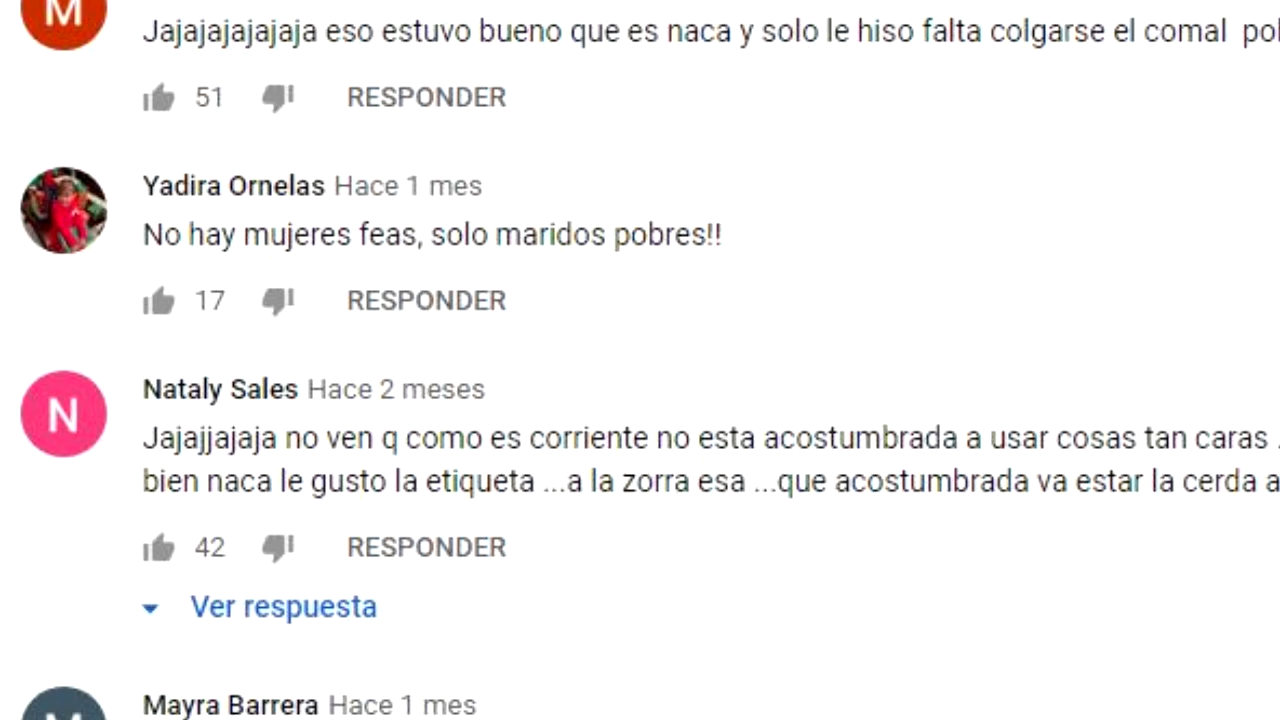 M
Jajajajajajaja eso estuvo bueno que es naca y solo le hiso falta colgarse el comal
51 RESPONDER
Yadira Ornelas Hace 1 mes
No hay mujeres feas, solo maridos pobres!!
17 RESPONDER
N
Nataly Sales Hace 2 meses
Jajajjajaja no ven q como es corriente no esta acostumbrada a usar cosas tan caras .
bien naca le gusto la etiqueta ...a la zorra esa ...que acostumbrada va estar la cerda a
42 RESPONDER
Ver respuesta
Mayra Barrera Hace 1 mes